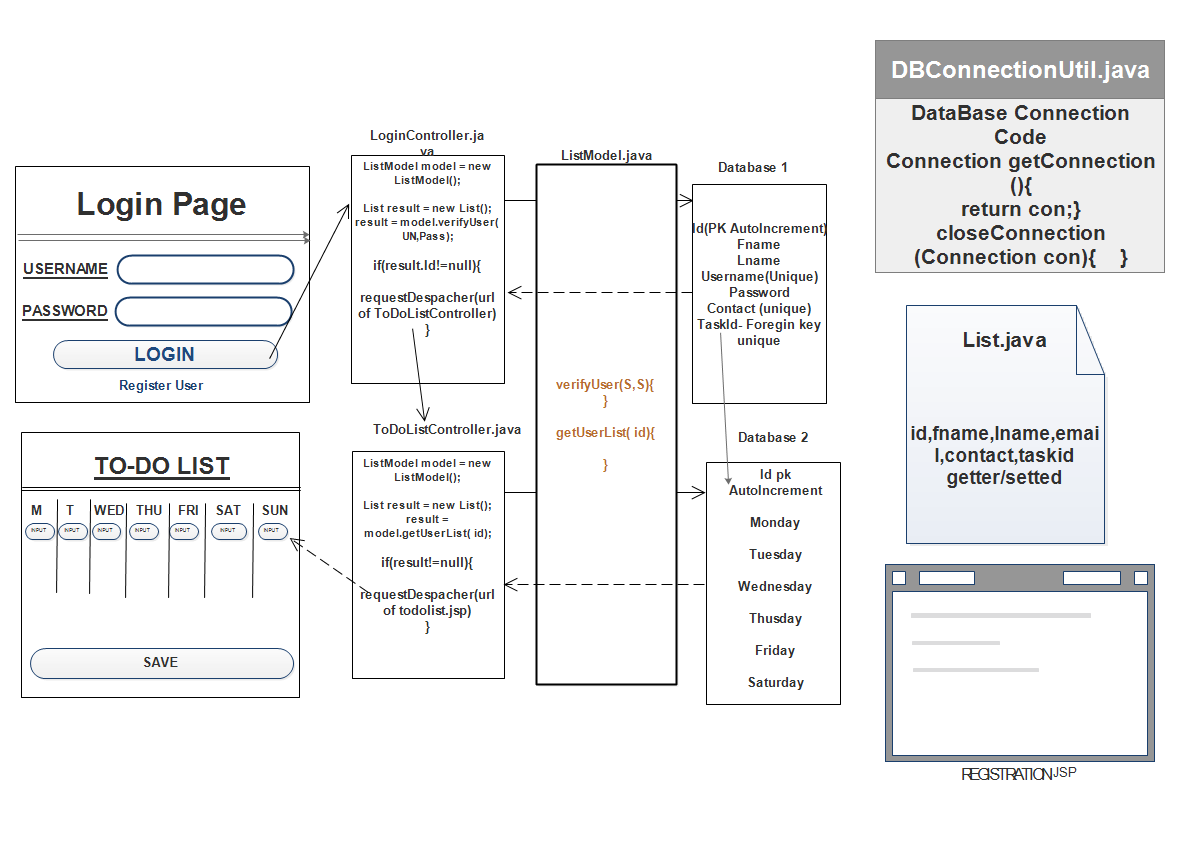 Login Page
USERNAME
PASSWORD
LOGIN
Register User
TO-DO LIST
M T WED THU FRI SAT SUN
INPUT INPUT INPUT INPUT INPUT INPUT INPUT
SAVE
LoginController.ja
va
ListModel model = new
ListModel();
List result = new List();
result = model.verifyUser(
UN,Pass);
if(result.Id!=null){
requestDespacher(url
of ToDoListController)
}
ToDoListController.java
ListModel model = new
ListModel();
List result = new List();
result =
model.getUserList( id);
if(result!=null){
requestDespacher(url
of todolist.jsp)
}
ListModel.java
verifyUser(S,S){
}
getUserList( id){
}
Database 1
Id(PK AutoIncrement)
Fname
Lname
Username(Unique)
Password
Contact (unique)
TaskId- Foregin key
unique
Database 2
Id pk
AutoIncrement
Monday
Tuesday
Wednesday
Thusday
Friday
Saturday
DBConnectionUtil.java
DataBase Connection
Code
Connection getConnection
(){
return con;}
closeConnection
(Connection con){ }
List.java
id,fname,lname,emai
l,contact,taskid
getter/setted
REGISTRATION JSP